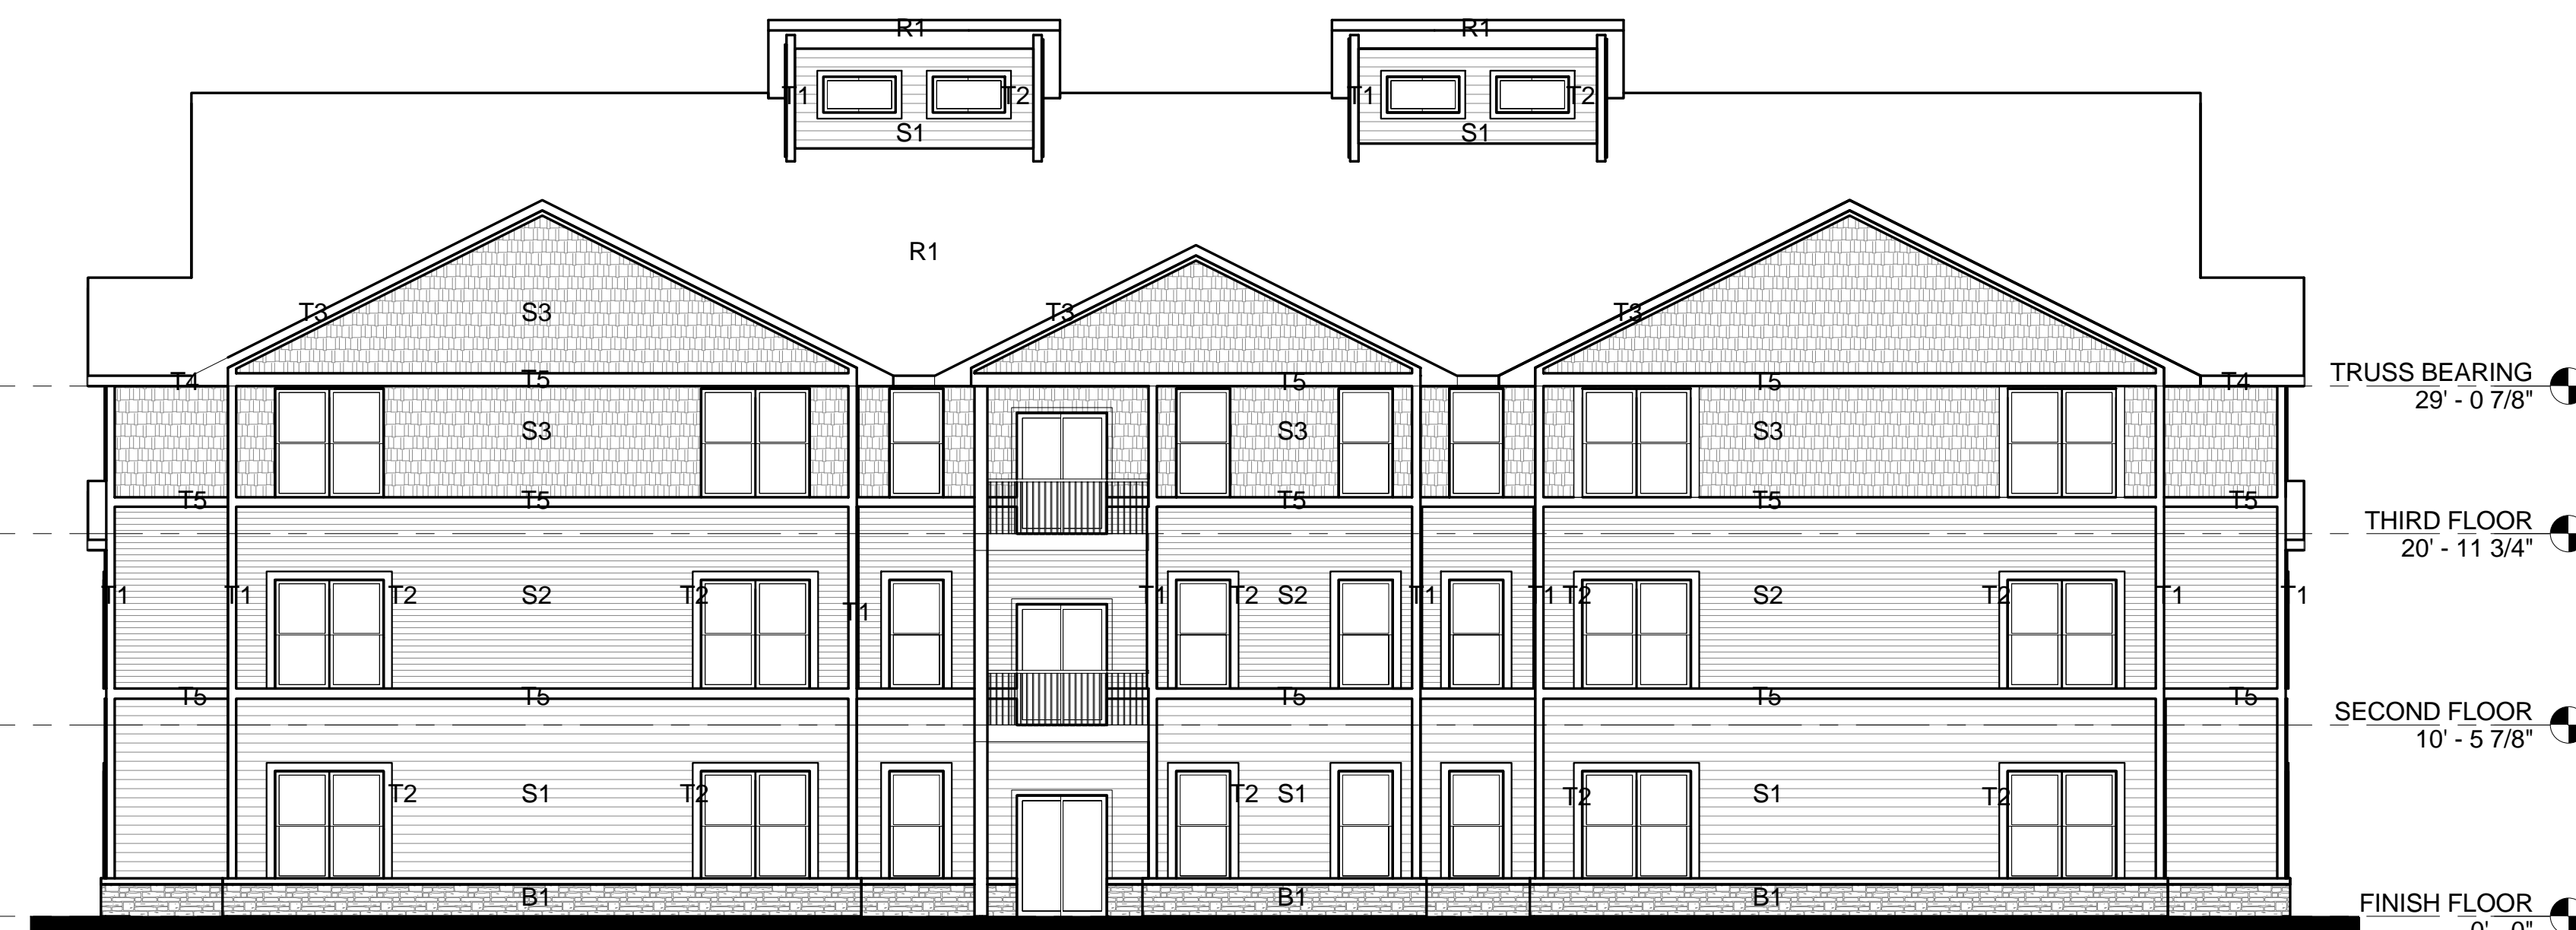 R1 R1
T1 T2 T1 T2
S1 S1
R1
T3 S3 T3 T3
TRUSS BEARING
T4 T5 T5 T5 T4
29' - 0 7/8"
S3 S3 S3
T5 T5 T5 T5 T5
THIRD FLOOR
20' - 11 3/4"
T1 T1 T2 S2 T2 T1 T1 T2 S2 T1 T1 T2 S2 T2 T1 T1
T5 T5 T5 T5 T5
SECOND FLOOR
10' - 5 7/8"
T2 S1 T2 T2 S1 T2 S1 T2
B1 B1 B1
FINISH FLOOR
0' - 0"